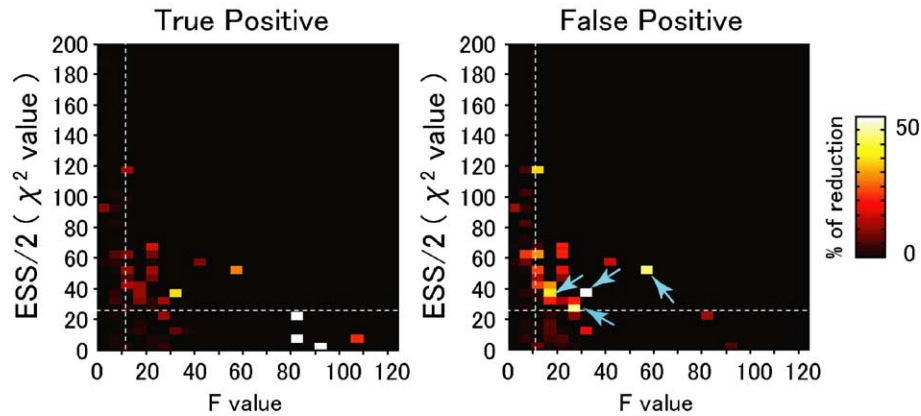 True Positive
False Positive
ESS/2 ( χ² value )
200
180
160
140
120
100
80
60
40
20
0
0 20 40 60 80 100 120
F value
ESS/2 ( χ² value )
200
180
160
140
120
100
80
60
40
20
0
0 20 40 60 80 100 120
F value
% of reduction
50
0